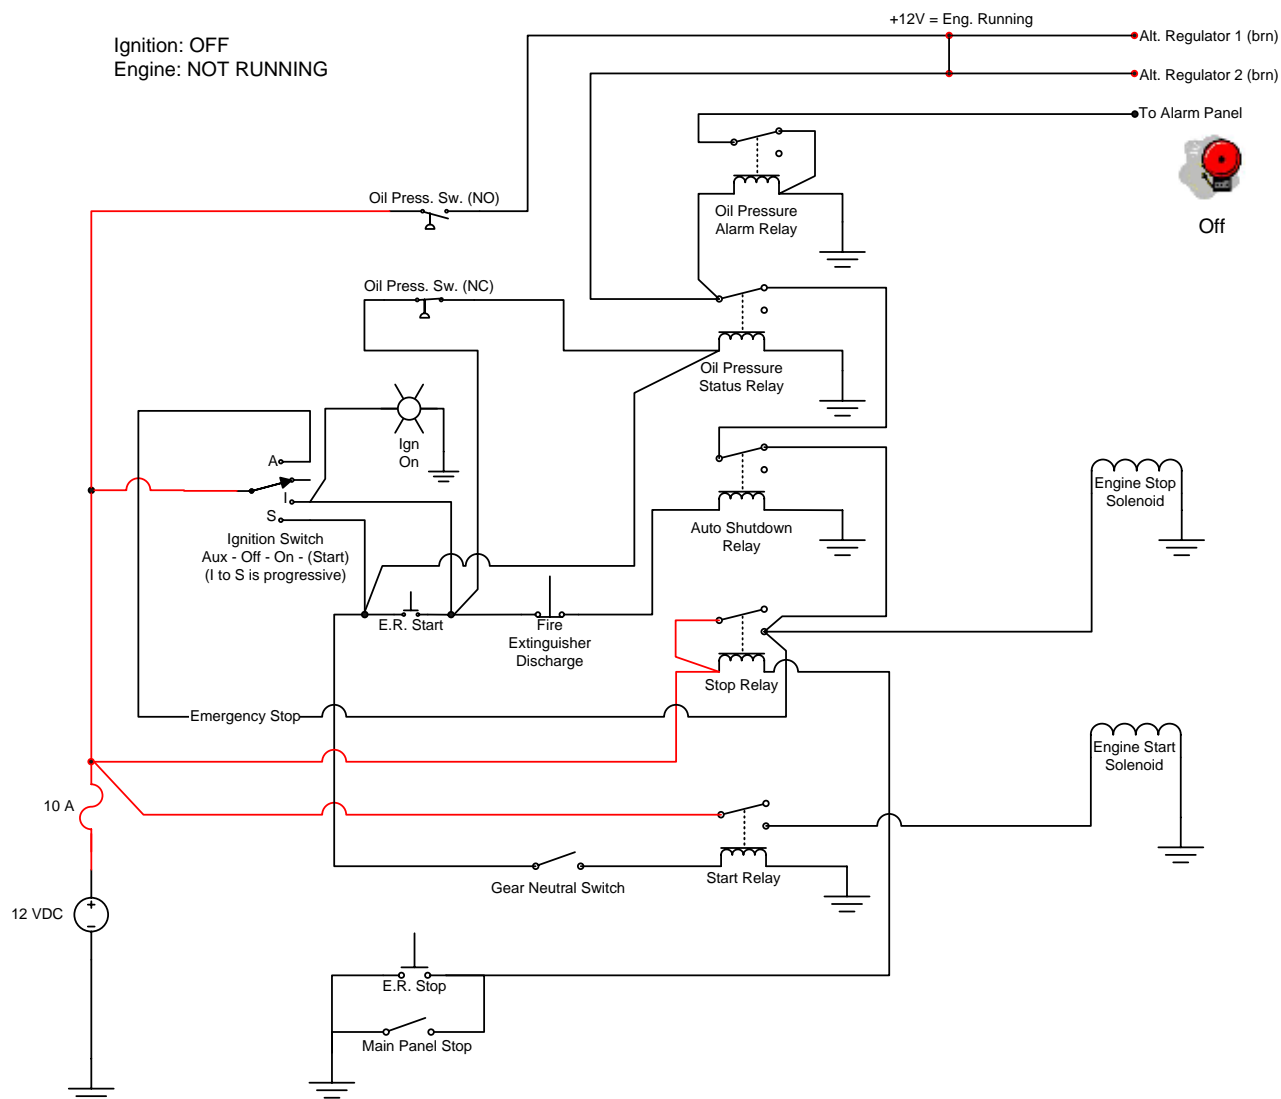 +12V = Eng. Running
Ignition: OFF
Engine: NOT RUNNING
Alt. Regulator 1 (brn)
Alt. Regulator 2 (brn)
To Alarm Panel
Off
Oil Press. Sw. (NO)
Oil Pressure
Alarm Relay
Oil Press. Sw. (NC)
Oil Pressure
Status Relay
Ign
On
A
I
S
Ignition Switch
Aux - Off - On - (Start)
(I to S is progressive)
Auto Shutdown
Relay
Engine Stop
Solenoid
E.R. Start
Fire
Extinguisher
Discharge
Stop Relay
Emergency Stop
Engine Start
Solenoid
10 A
Start Relay
Gear Neutral Switch
12 VDC
+
−
E.R. Stop
Main Panel Stop